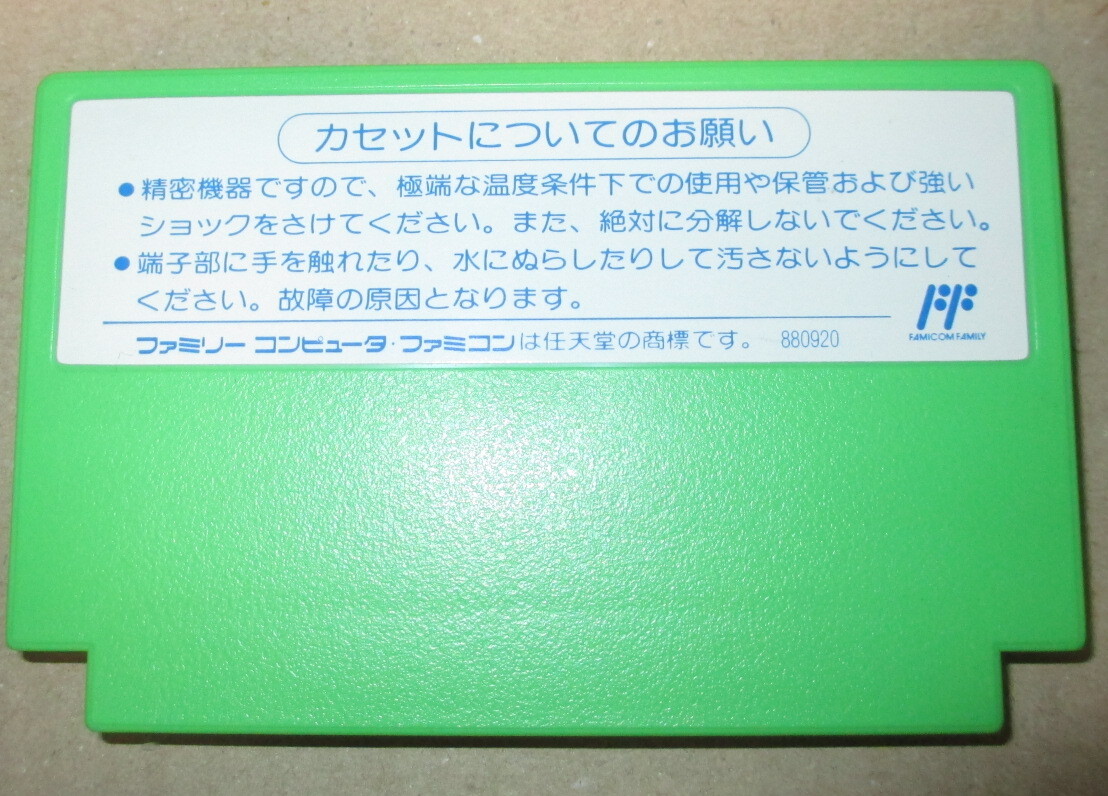 カセットについてのお願い
●精密機器ですので、極端な温度条件下での使用や保管および強い
ショックをさけてください。また、絶対に分解しないでください。
●端子部に手を触れたり、水にぬらしたりして汚さないようにして
ください。故障の原因となります。
FAMICOM FAMILY
ファミリーコンピュータ・ファミコンは任天堂の商標です。 880920